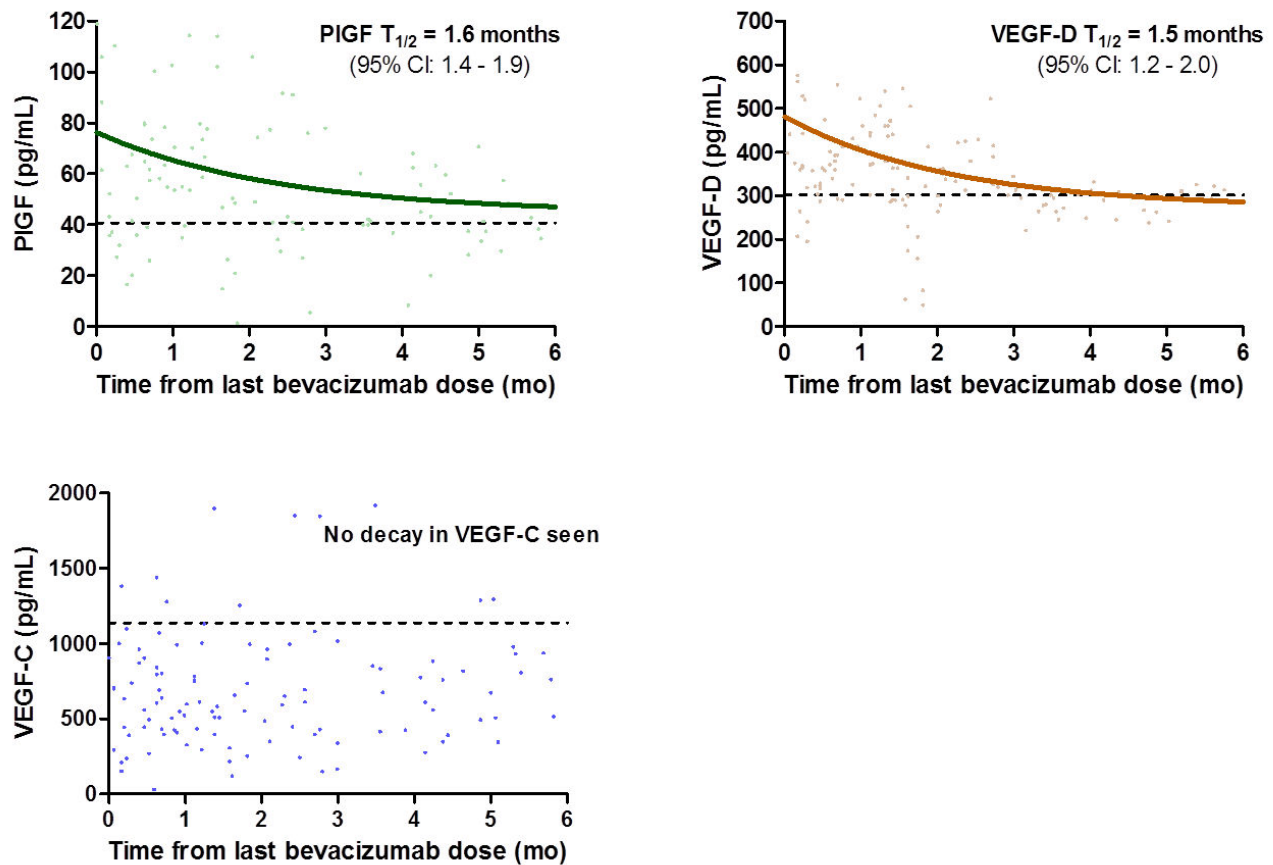 PlGF T1/2 = 1.6 months
(95% CI: 1.4 - 1.9)
PlGF (pg/mL)
120
100
80
60
40
20
0
0 1 2 3 4 5 6
Time from last bevacizumab dose (mo)
VEGF-D T1/2 = 1.5 months
(95% CI: 1.2 - 2.0)
VEGF-D (pg/mL)
700
600
500
400
300
200
100
0
0 1 2 3 4 5 6
Time from last bevacizumab dose (mo)
No decay in VEGF-C seen
VEGF-C (pg/mL)
2000
1500
1000
500
0
0 1 2 3 4 5 6
Time from last bevacizumab dose (mo)